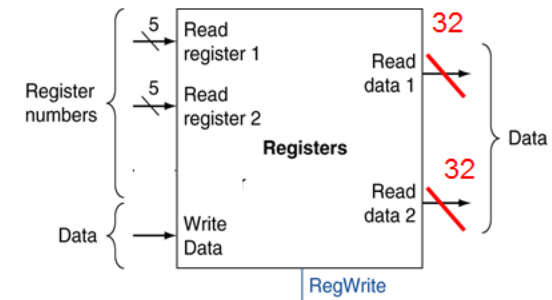 32
5
Read
register 1
Read
data 1
Register
numbers
5
Read
register 2
Data
Registers
32
Read
data 2
Data
Write
Data
RegWrite